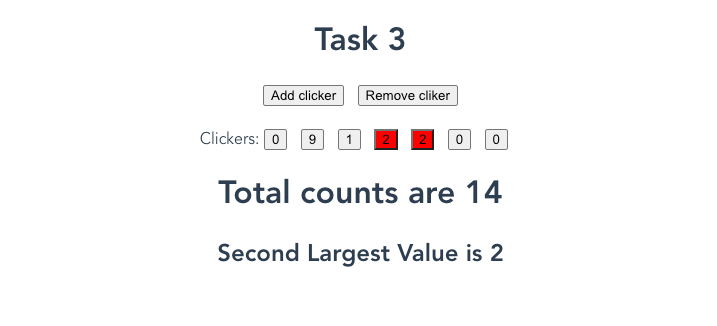 Task 3
Add clicker Remove cliker
Clickers: 0 9 1 2 2 0 0
Total counts are 14
Second Largest Value is 2